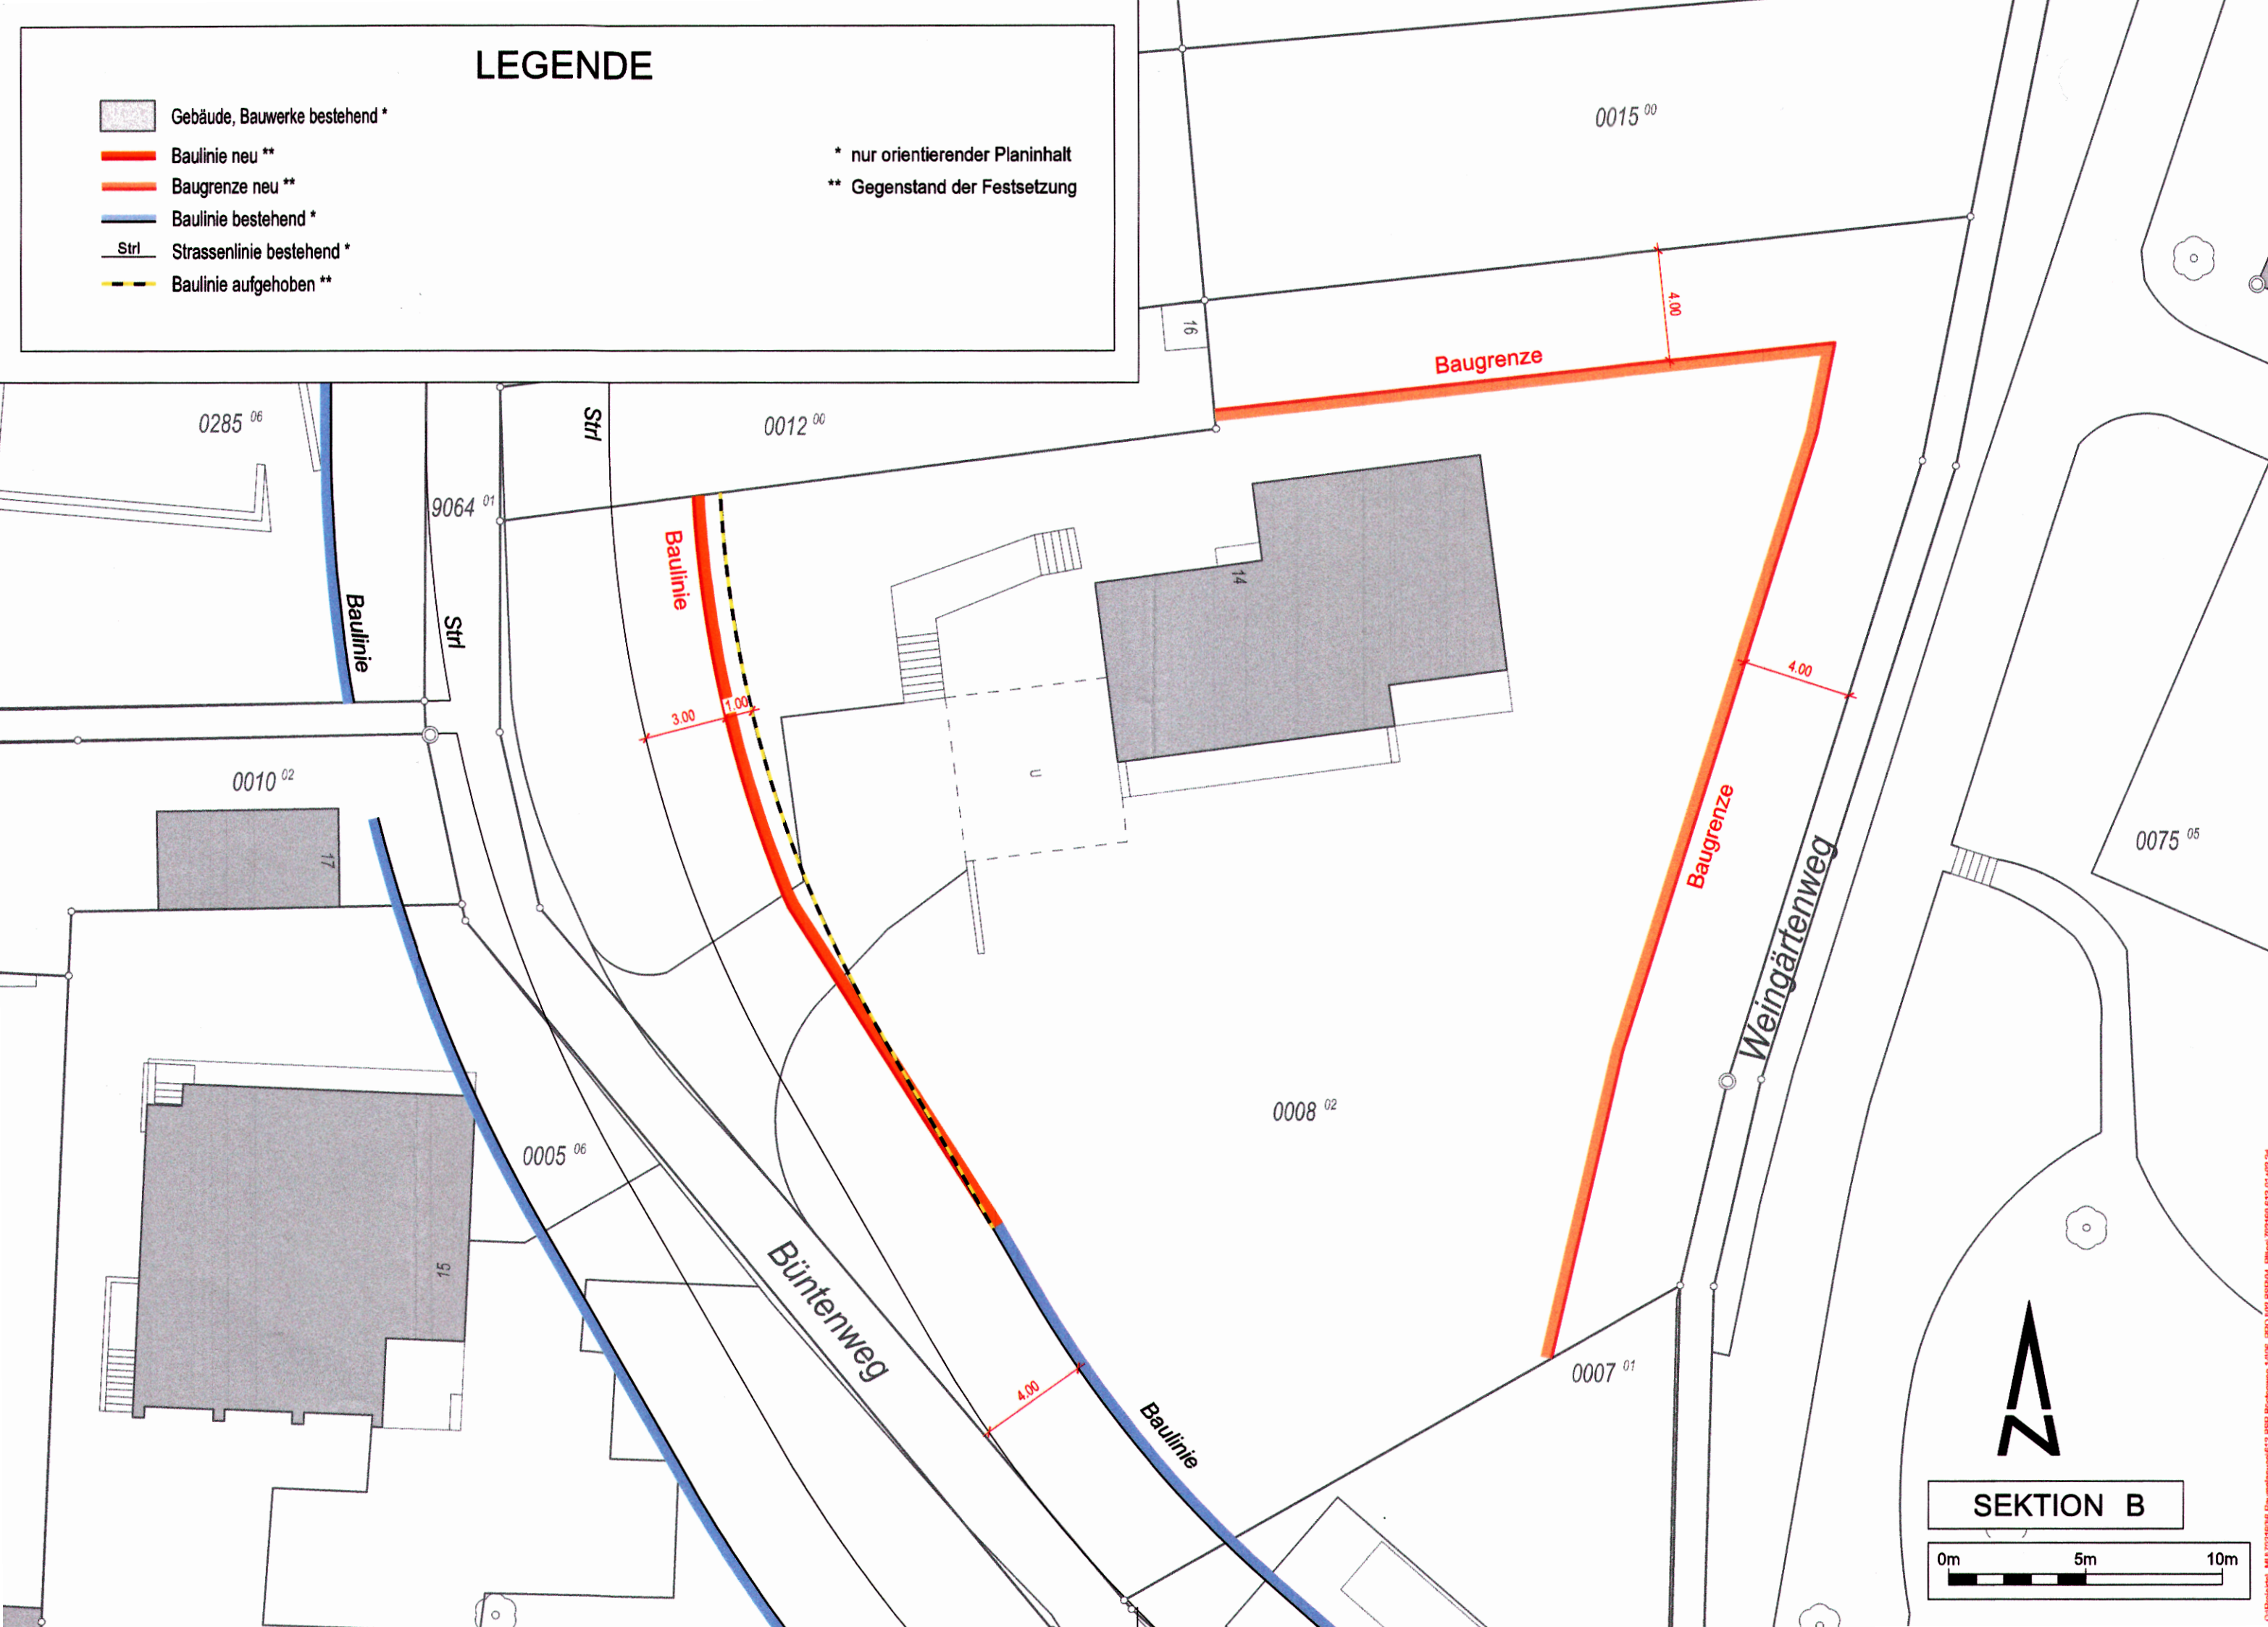 LEGENDE
Gebäude, Bauwerke bestehend *
Baulinie neu **
Baugrenze neu **
Baulinie bestehend *
Strl Strassenlinie bestehend *
Baulinie aufgehoben **
* nur orientierender Planinhalt
** Gegenstand der Festsetzung
0015 00
4.00
16
Baugrenze
0285 06
Strl
0012 00
9064 01
Baulinie
Strl
Baulinie
14
3.00
1.00
4.00
0010 02
17
Baugrenze
Weingärtenweg
0075 05
0008 02
0005 06
15
Büntenweg
4.00
Baulinie
0007 01
N
SEKTION B
0m 5m 10m